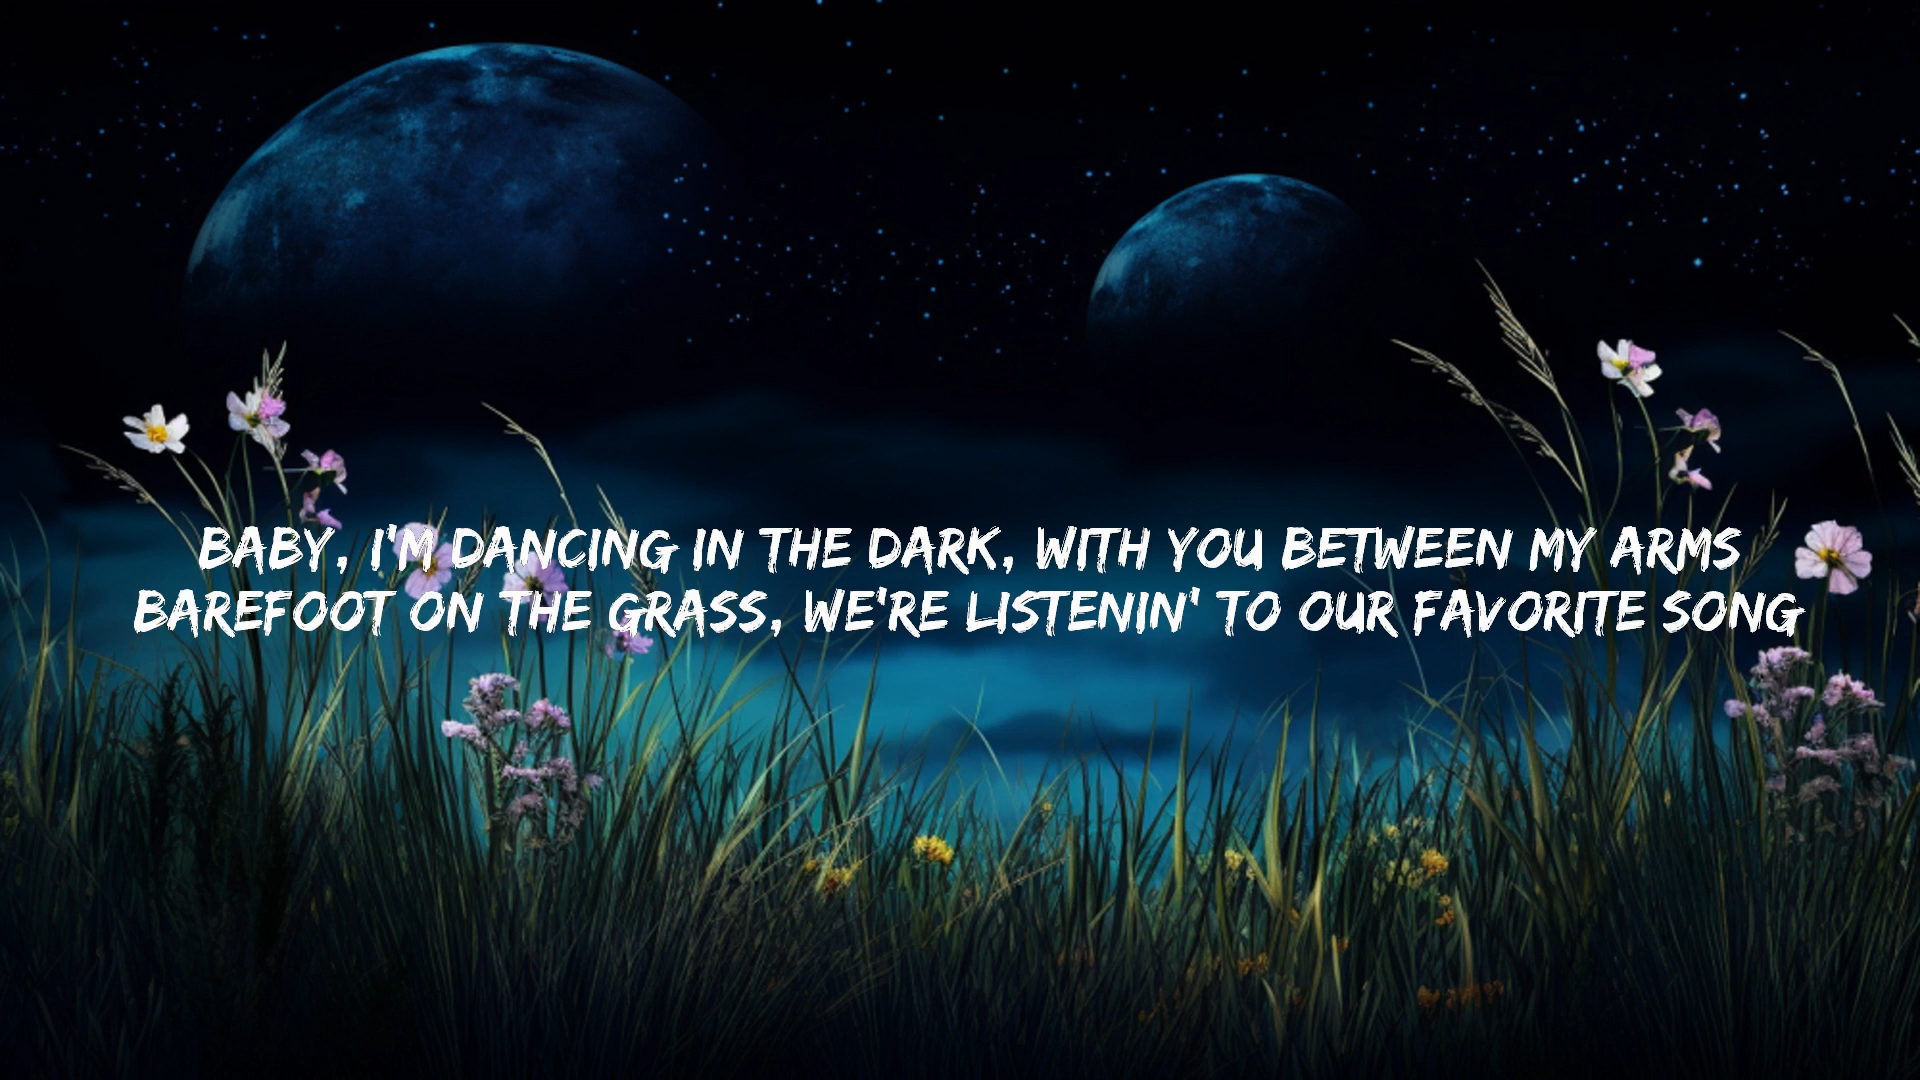 BABY, I'M DANCING IN THE DARK, WITH YOU BETWEEN MY ARMS
BAREFOOT ON THE GRASS, WE'RE LISTENIN' TO OUR FAVORITE SONG